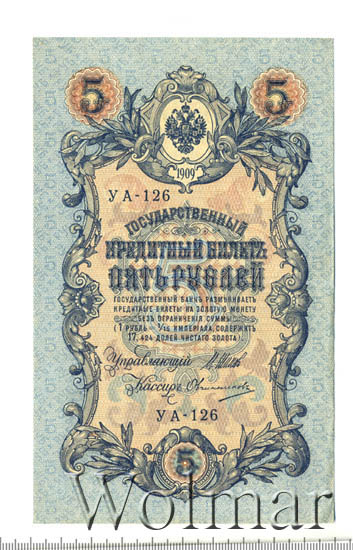 5 5
1909
УА-126
ГОСУДАРСТВЕННЫЙ
КРЕДИТНЫЙ БИЛЕТЪ
ПЯТЬ РУБЛЕЙ
ГОСУДАРСТВЕННЫЙ БАНКЪ РАЗМѢНИВАЕТЪ
КРЕДИТНЫЕ БИЛЕТЫ НА ЗОЛОТУЮ МОНЕТУ
БЕЗЪ ОГРАНИЧЕНІЯ СУММЫ
(1 РУБЛЬ = 1/15 ИМПЕРІАЛА, СОДЕРЖИТЪ
17,424 ДОЛЕЙ ЧИСТАГО ЗОЛОТА).
Управляющій
Кассиръ
УА-126
5
Wolmar